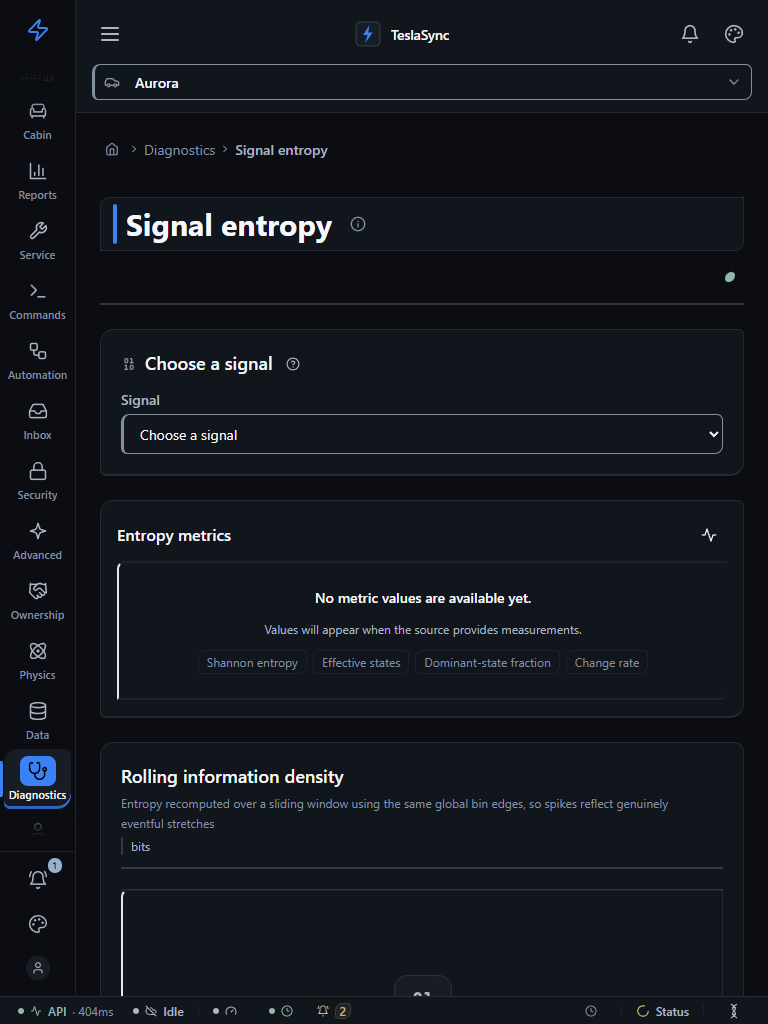 TeslaSync
Aurora
Energy
Cabin
Reports
Service
Commands
Automation
Inbox
Security
Advanced
Ownership
Physics
Data
Diagnostics
1
Diagnostics
Signal entropy
Signal entropy
Choose a signal
Signal
Choose a signal
Entropy metrics
No metric values are available yet.
Values will appear when the source provides measurements.
Shannon entropy
Effective states
Dominant-state fraction
Change rate
Rolling information density
Entropy recomputed over a sliding window using the same global bin edges, so spikes reflect genuinely
eventful stretches
bits
API · 404ms
Idle
2
Status